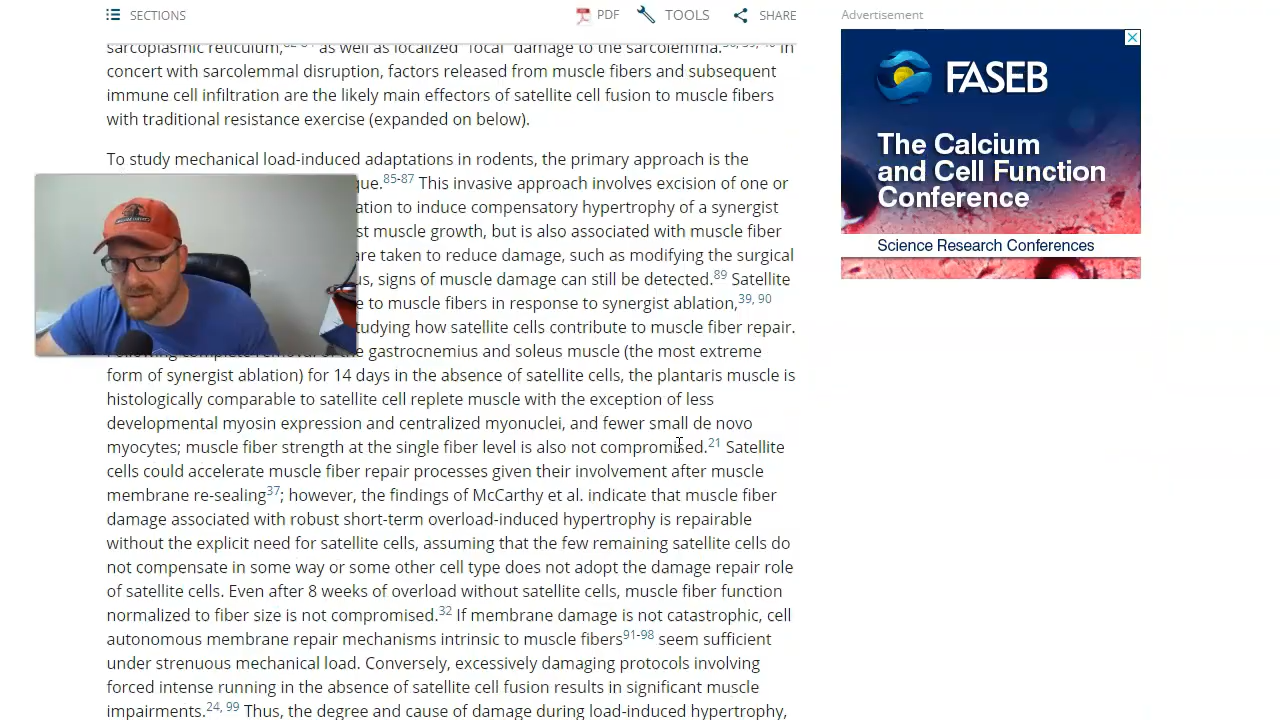 SECTIONS
PDF
TOOLS
SHARE
Advertisement
sarcoplasmic reticulum, as well as localized "focal" damage to the sarcolemma. In
concert with sarcolemmal disruption, factors released from muscle fibers and subsequent
immune cell infiltration are the likely main effectors of satellite cell fusion to muscle fibers
with traditional resistance exercise (expanded on below).
To study mechanical load-induced adaptations in rodents, the primary approach is the
que.85-87 This invasive approach involves excision of one or
ation to induce compensatory hypertrophy of a synergist
st muscle growth, but is also associated with muscle fiber
are taken to reduce damage, such as modifying the surgical
us, signs of muscle damage can still be detected.89 Satellite
e to muscle fibers in response to synergist ablation,39, 90
tudying how satellite cells contribute to muscle fiber repair.
Following complete removal of the gastrocnemius and soleus muscle (the most extreme
form of synergist ablation) for 14 days in the absence of satellite cells, the plantaris muscle is
histologically comparable to satellite cell replete muscle with the exception of less
developmental myosin expression and centralized myonuclei, and fewer small de novo
myocytes; muscle fiber strength at the single fiber level is also not compromised.21 Satellite
cells could accelerate muscle fiber repair processes given their involvement after muscle
membrane re-sealing37; however, the findings of McCarthy et al. indicate that muscle fiber
damage associated with robust short-term overload-induced hypertrophy is repairable
without the explicit need for satellite cells, assuming that the few remaining satellite cells do
not compensate in some way or some other cell type does not adopt the damage repair role
of satellite cells. Even after 8 weeks of overload without satellite cells, muscle fiber function
normalized to fiber size is not compromised.32 If membrane damage is not catastrophic, cell
autonomous membrane repair mechanisms intrinsic to muscle fibers91-98 seem sufficient
under strenuous mechanical load. Conversely, excessively damaging protocols involving
forced intense running in the absence of satellite cell fusion results in significant muscle
impairments.24, 99 Thus, the degree and cause of damage during load-induced hypertrophy,
FASEB
The Calcium
and Cell Function
Conference
Science Research Conferences